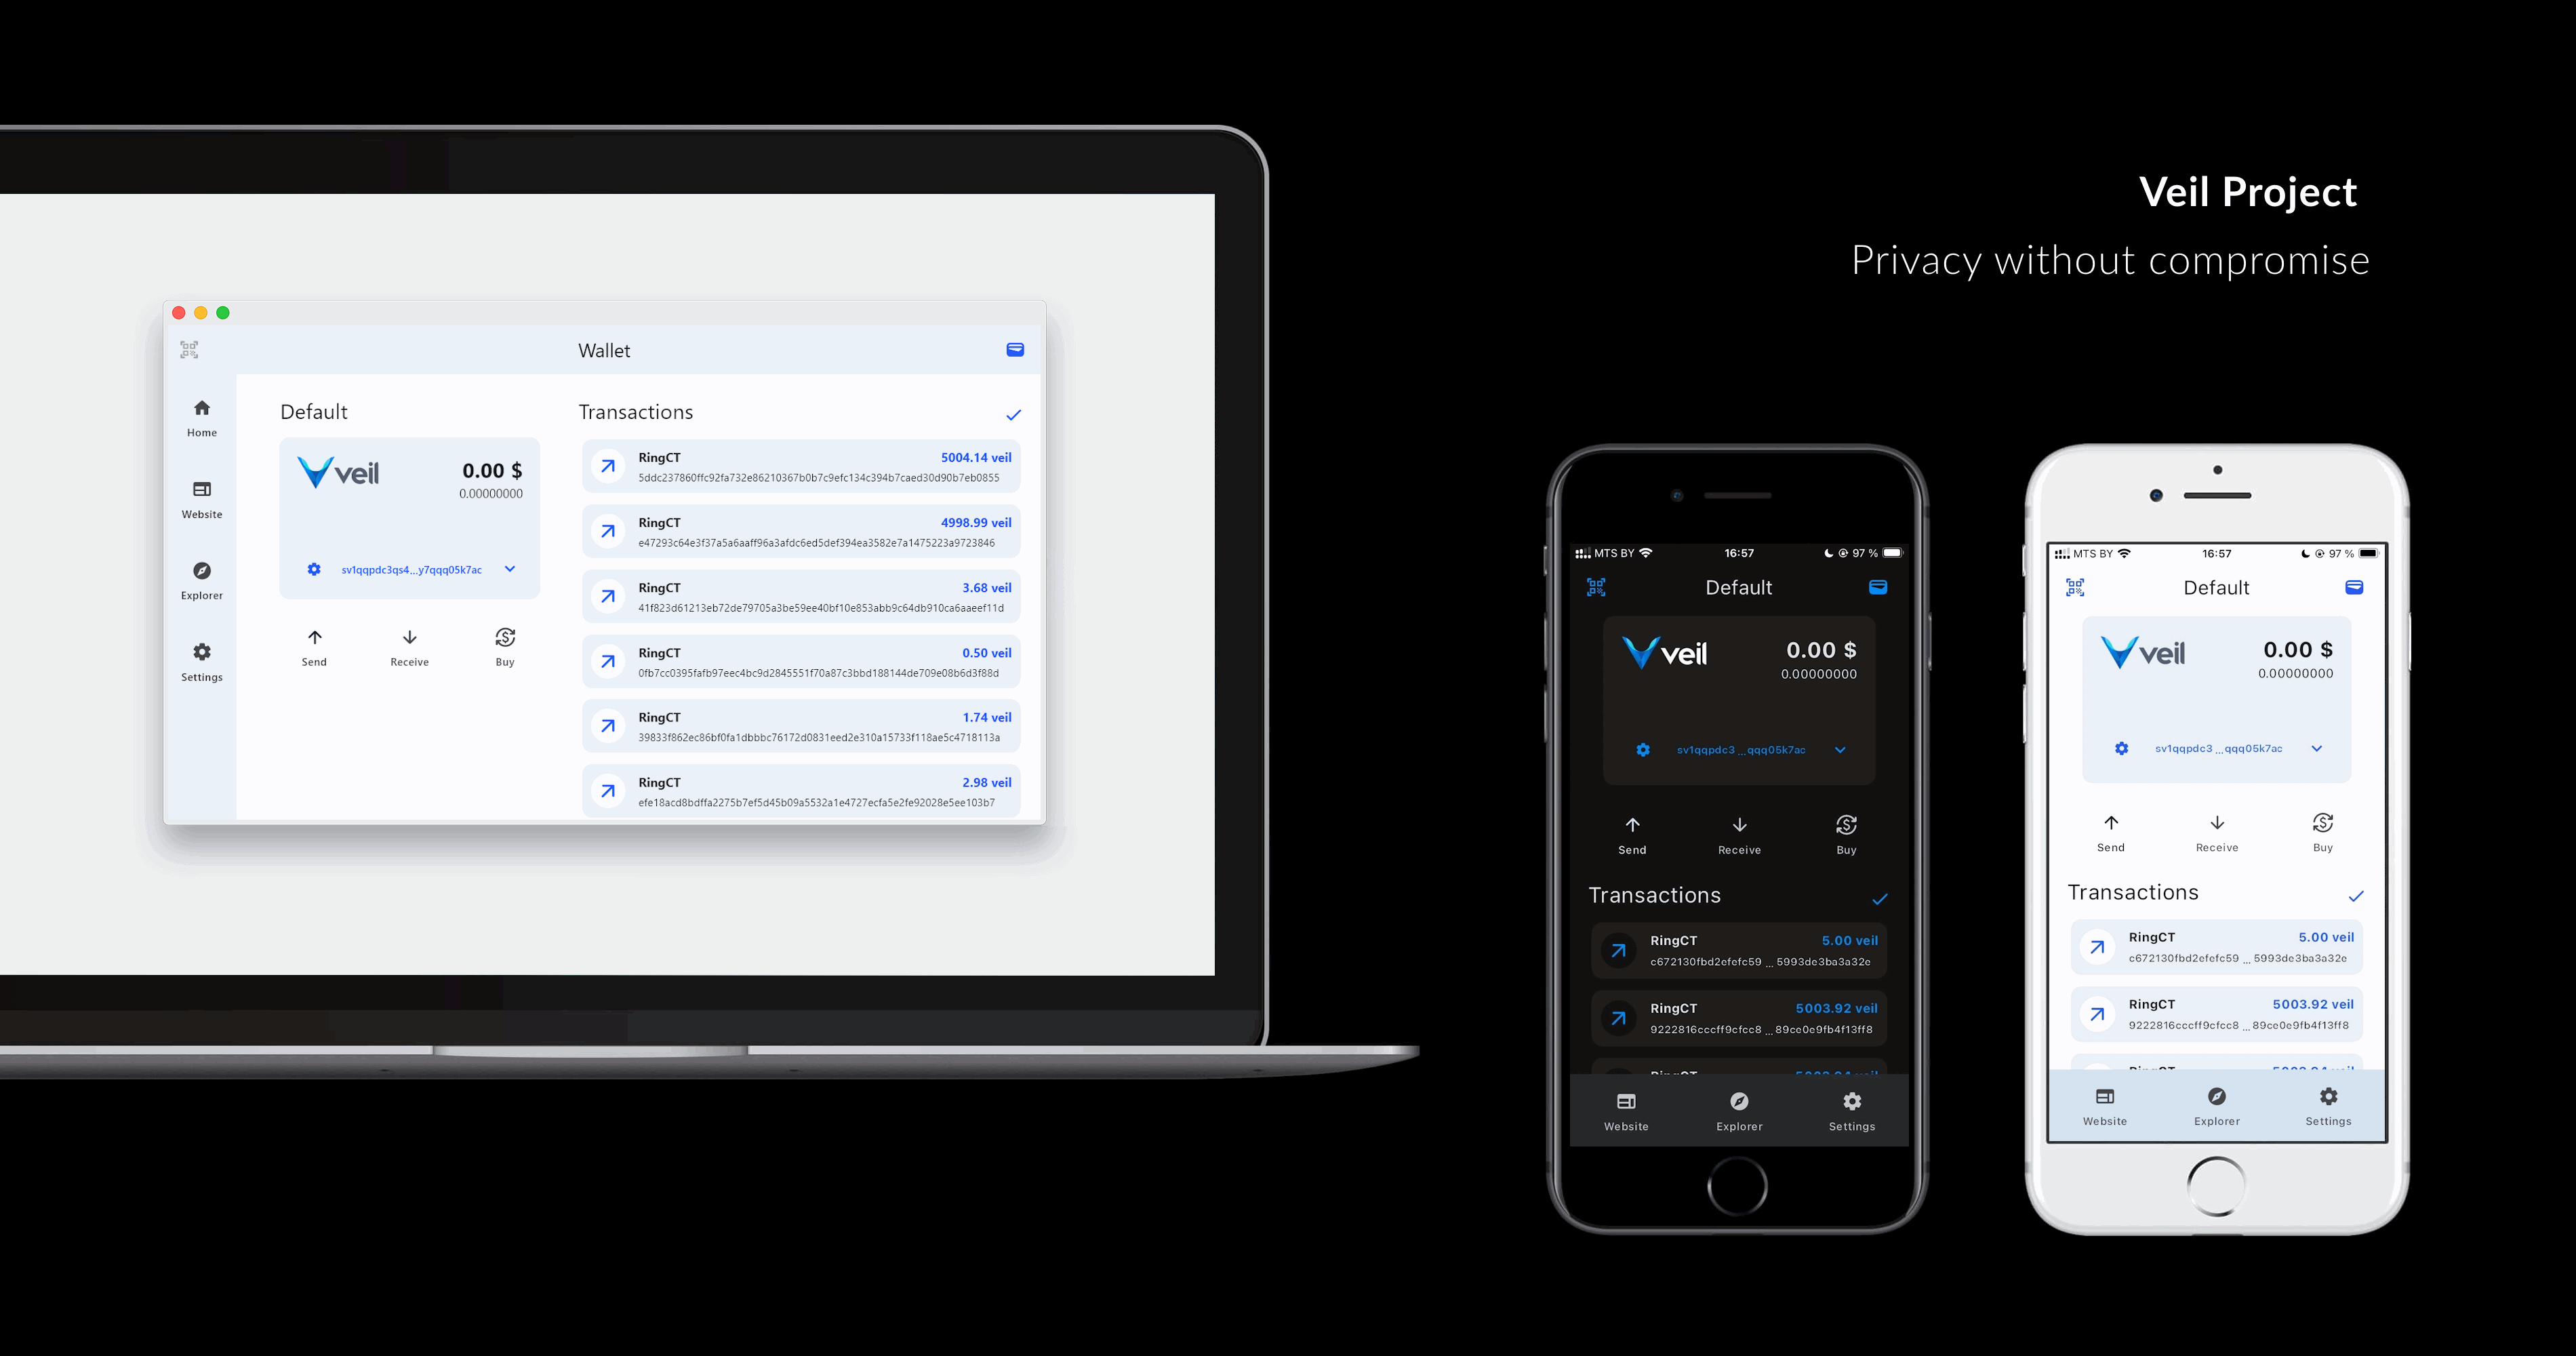 Veil Project
Privacy without compromise
Wallet
Home
Website
Explorer
Settings
Default
veil
0.00 $
0.00000000
sv1qqpdc3qs4...y7qqq05k7ac
Send
Receive
Buy
Transactions
RingCT
5004.14 veil
5ddc237860ffc92fa732e86210367b0b7c9efc134c394b7caed30d90b7eb0855
RingCT
4998.99 veil
e47293c64e3f37a5a6aaff96a3afdc6ed5def394ea3582e7a1475223a9723846
RingCT
3.68 veil
41f823d61213eb72de79705a3be59ee40bf10e853abb9c64db910ca6aaeef11d
RingCT
0.50 veil
0fb7cc0395fafb97eec4bc9d2845551f70a87c3bbd188144de709e08b6d3f88d
RingCT
1.74 veil
39833f862ec86bf0fa1dbbbc76172d0831eed2e310a15733f118ae5c4718113a
RingCT
2.98 veil
efe18acd8bdffa2275b7ef5d45b09a5532a1e4727ecfa5e2fe92028e5ee103b7
MTS BY
16:57
97 %
Default
veil
0.00 $
0.00000000
sv1qqpdc3 ...qqq05k7ac
Send
Receive
Buy
Transactions
RingCT
5.00 veil
c672130fbd2efefc59 ... 5993de3ba3a32e
RingCT
5003.92 veil
9222816cccff9cfcc8 ... 89ce0e9fb4f13ff8
Website
Explorer
Settings
MTS BY
16:57
97 %
Default
veil
0.00 $
0.00000000
sv1qqpdc3 ...qqq05k7ac
Send
Receive
Buy
Transactions
RingCT
5.00 veil
c672130fbd2efefc59 ... 5993de3ba3a32e
RingCT
5003.92 veil
9222816cccff9cfcc8 ... 89ce0e9fb4f13ff8
Website
Explorer
Settings